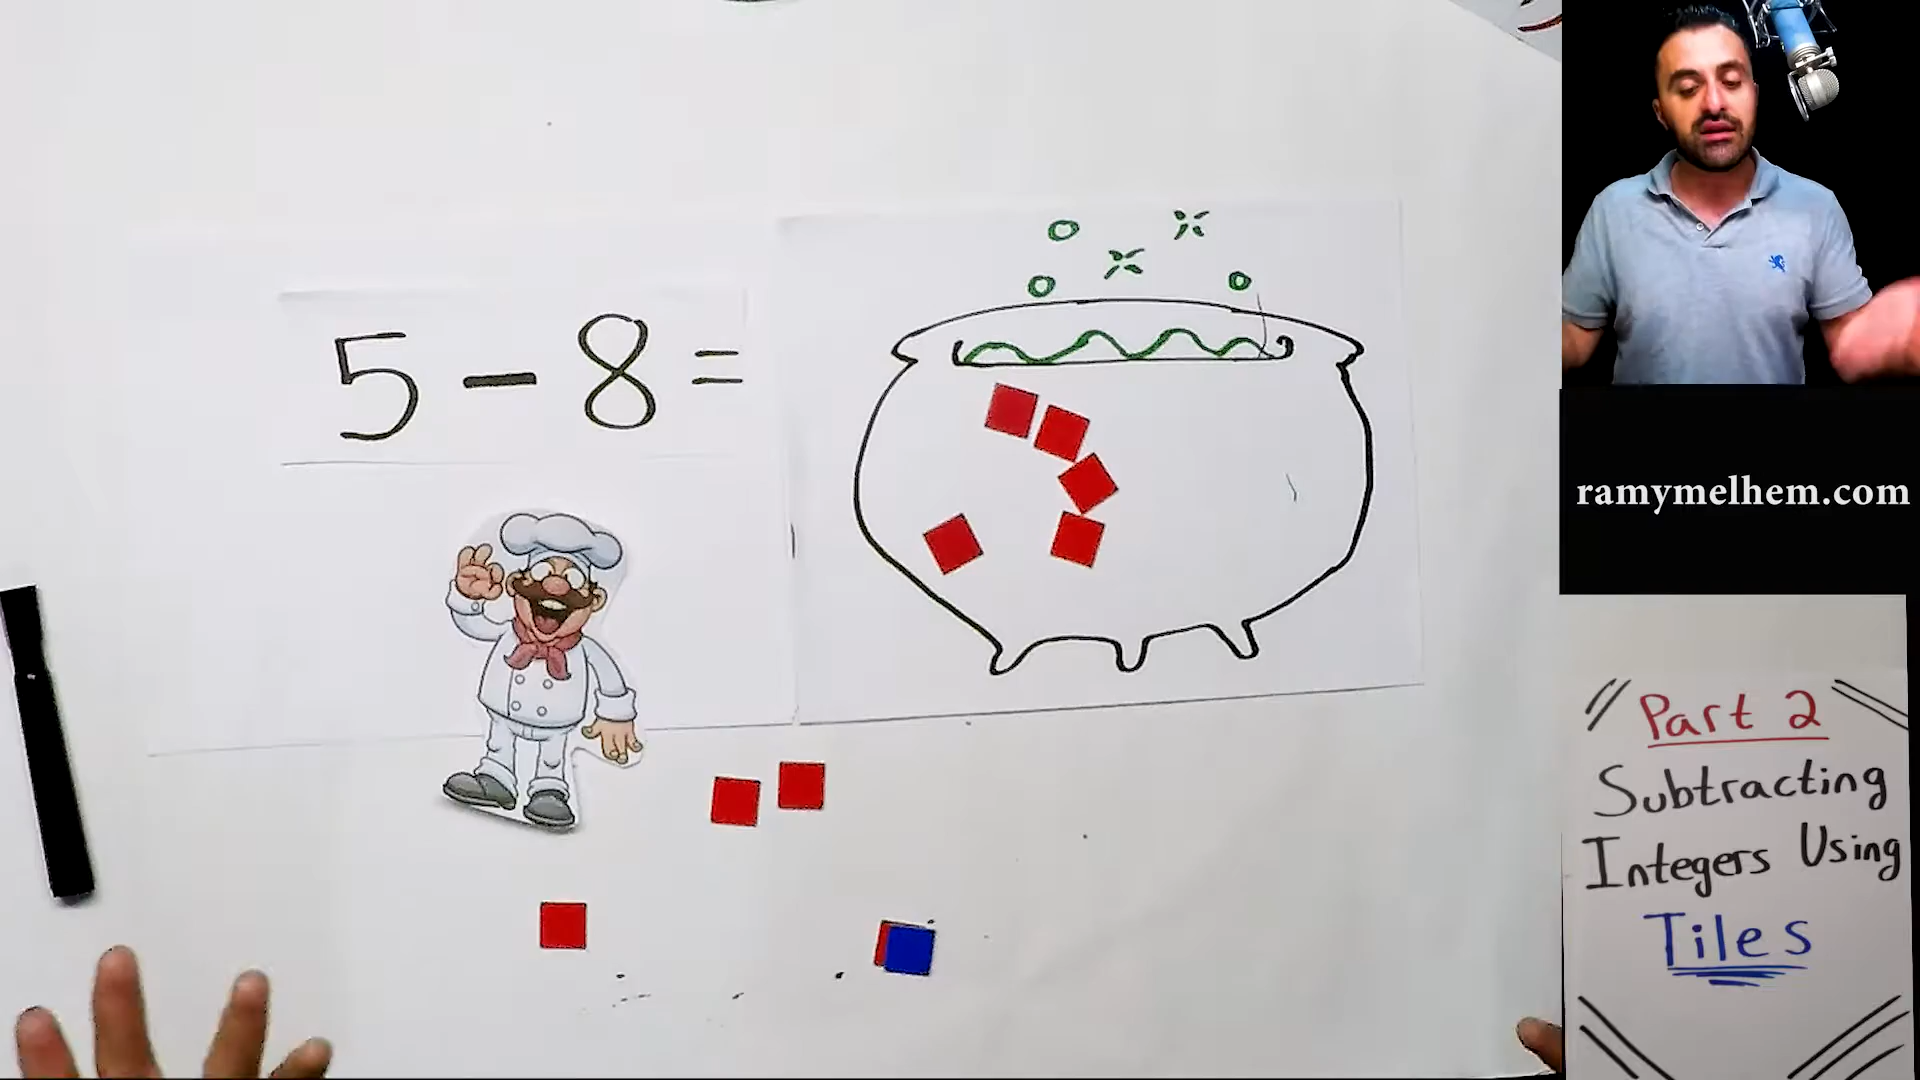 5 - 8 =
ramymelhem.com
Part 2
Subtracting
Integers Using
Tiles